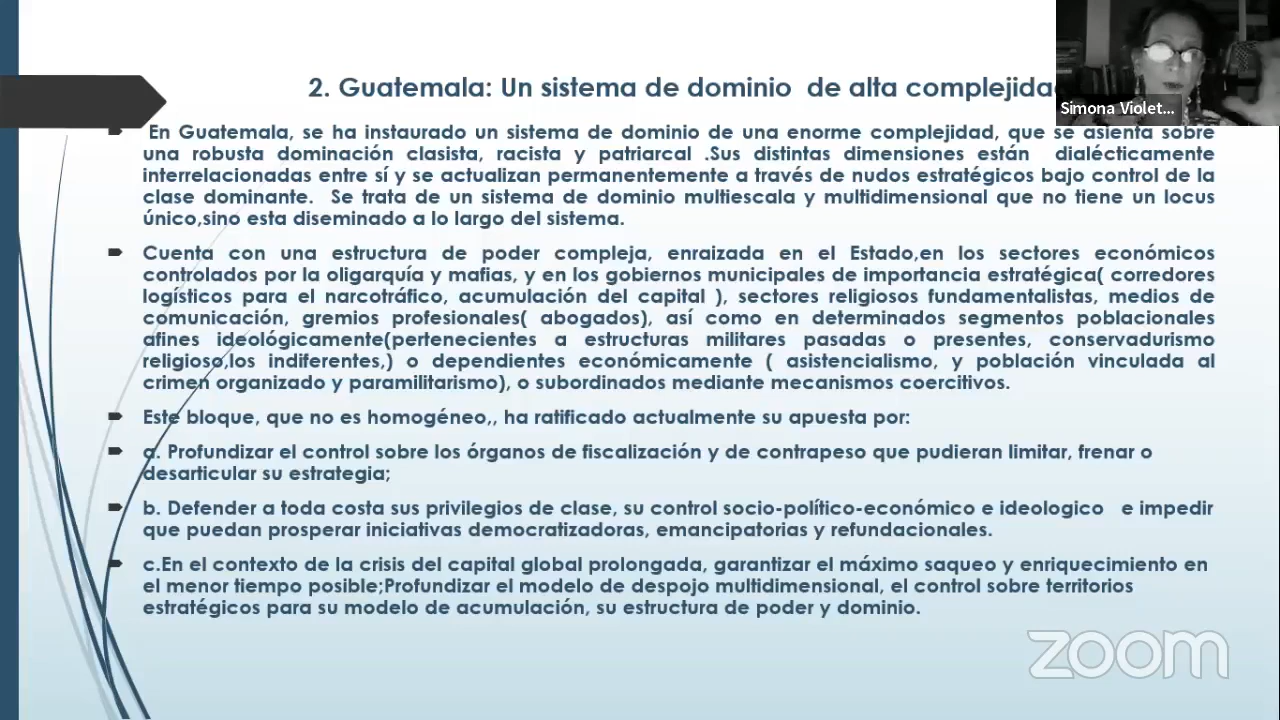 2. Guatemala: Un sistema de dominio  de alta complejida
Simona Violet...
En Guatemala, se ha instaurado un sistema de dominio de una enorme complejidad, que se asienta sobre
una robusta dominación clasista, racista y patriarcal .Sus distintas dimensiones están  dialécticamente
interrelacionadas entre sí y se actualizan permanentemente a través de nudos estratégicos bajo control de la
clase dominante.  Se trata de un sistema de dominio multiescala y multidimensional que no tiene un locus
único,sino esta diseminado a lo largo del sistema.
Cuenta con una estructura de poder compleja, enraizada en el Estado,en los sectores económicos
controlados por la oligarquía y mafias, y en los gobiernos municipales de importancia estratégica( corredores
logísticos para el narcotráfico, acumulación del capital ), sectores religiosos fundamentalistas, medios de
comunicación, gremios profesionales( abogados), así como en determinados segmentos poblacionales
afines ideológicamente(pertenecientes a estructuras militares pasadas o presentes, conservadurismo
religioso,los indiferentes,) o dependientes económicamente ( asistencialismo, y población vinculada al
crimen organizado y paramilitarismo), o subordinados mediante mecanismos coercitivos.
Este bloque, que no es homogéneo,, ha ratificado actualmente su apuesta por:
a. Profundizar el control sobre los órganos de fiscalización y de contrapeso que pudieran limitar, frenar o
desarticular su estrategia;
b. Defender a toda costa sus privilegios de clase, su control socio-político-económico e ideologico   e impedir
que puedan prosperar iniciativas democratizadoras, emancipatorias y refundacionales.
c.En el contexto de la crisis del capital global prolongada, garantizar el máximo saqueo y enriquecimiento en
el menor tiempo posible;Profundizar el modelo de despojo multidimensional, el control sobre territorios
estratégicos para su modelo de acumulación, su estructura de poder y dominio.
zoom